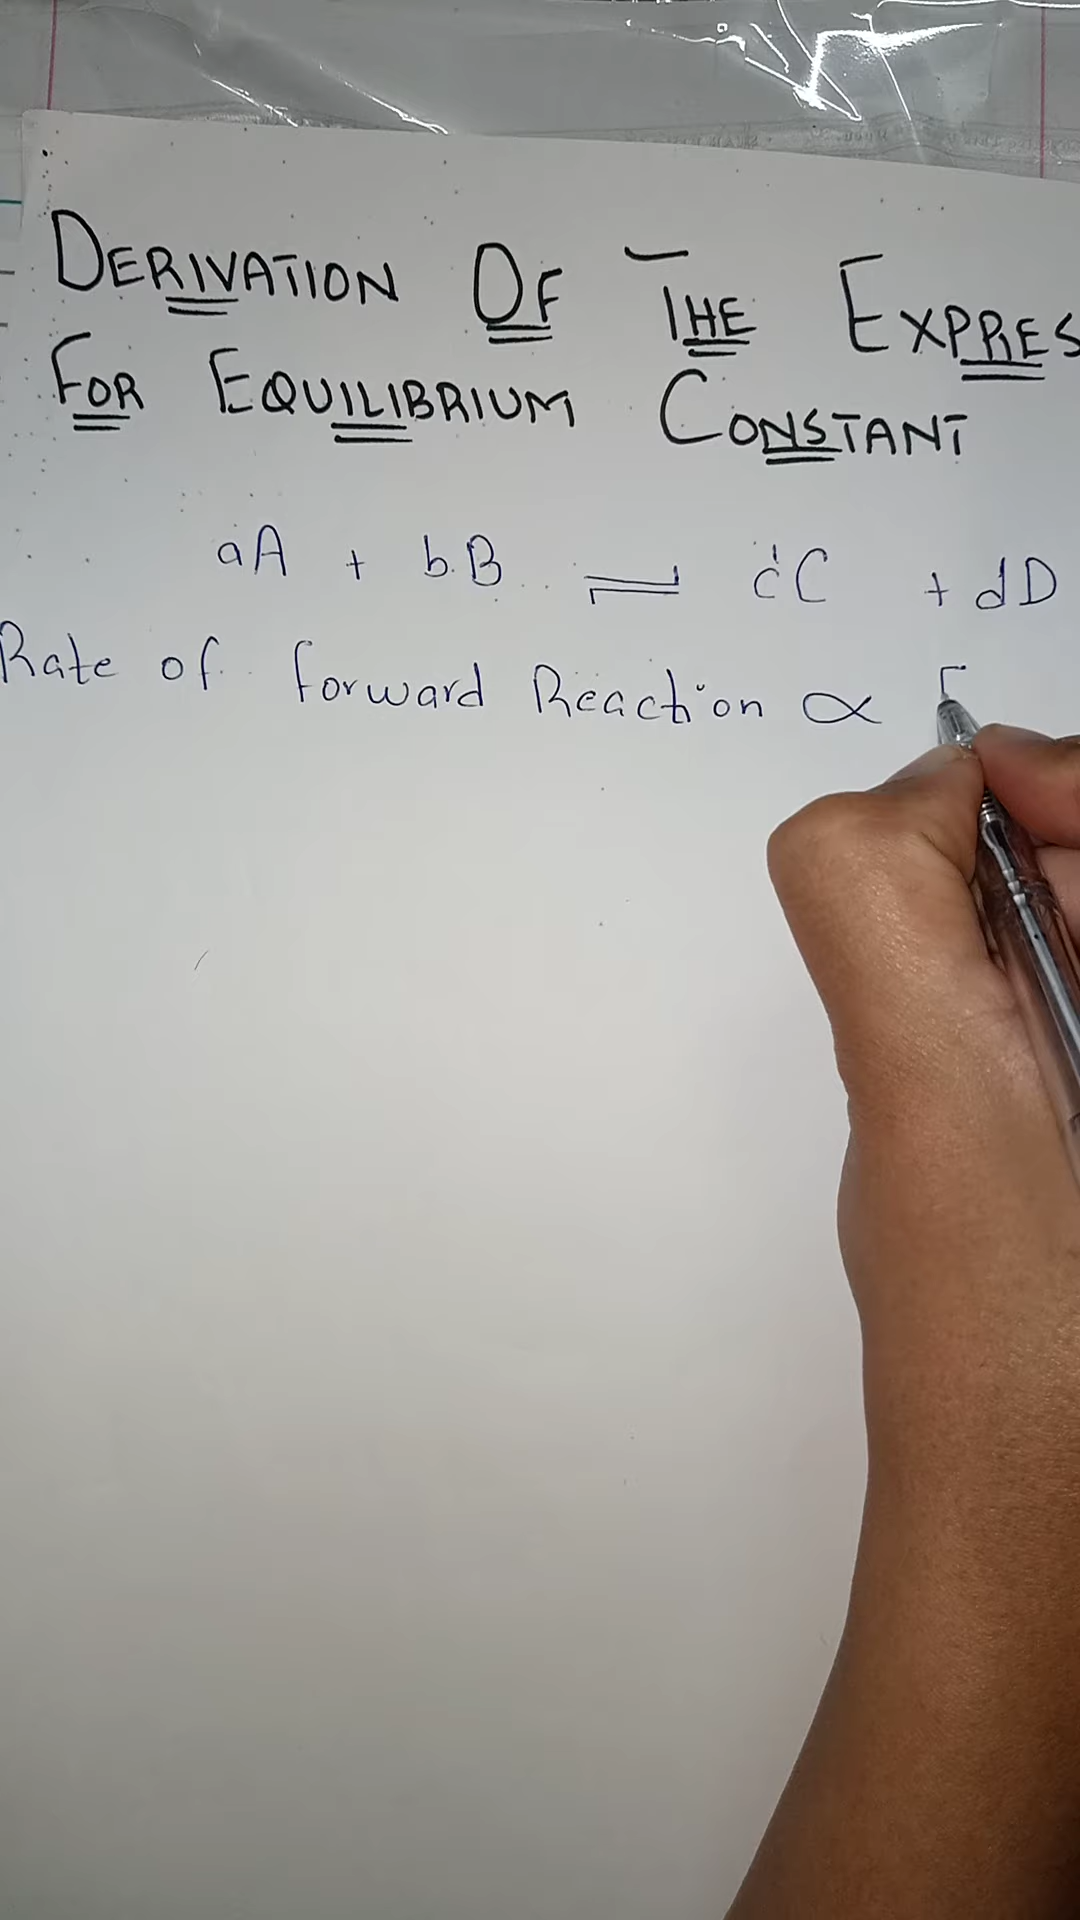 DERIVATION OF THE EXPRES
FOR EQUILIBRIUM CONSTANT
aA + bB ⇌ cC + dD
Rate of forward Reaction ∝ [